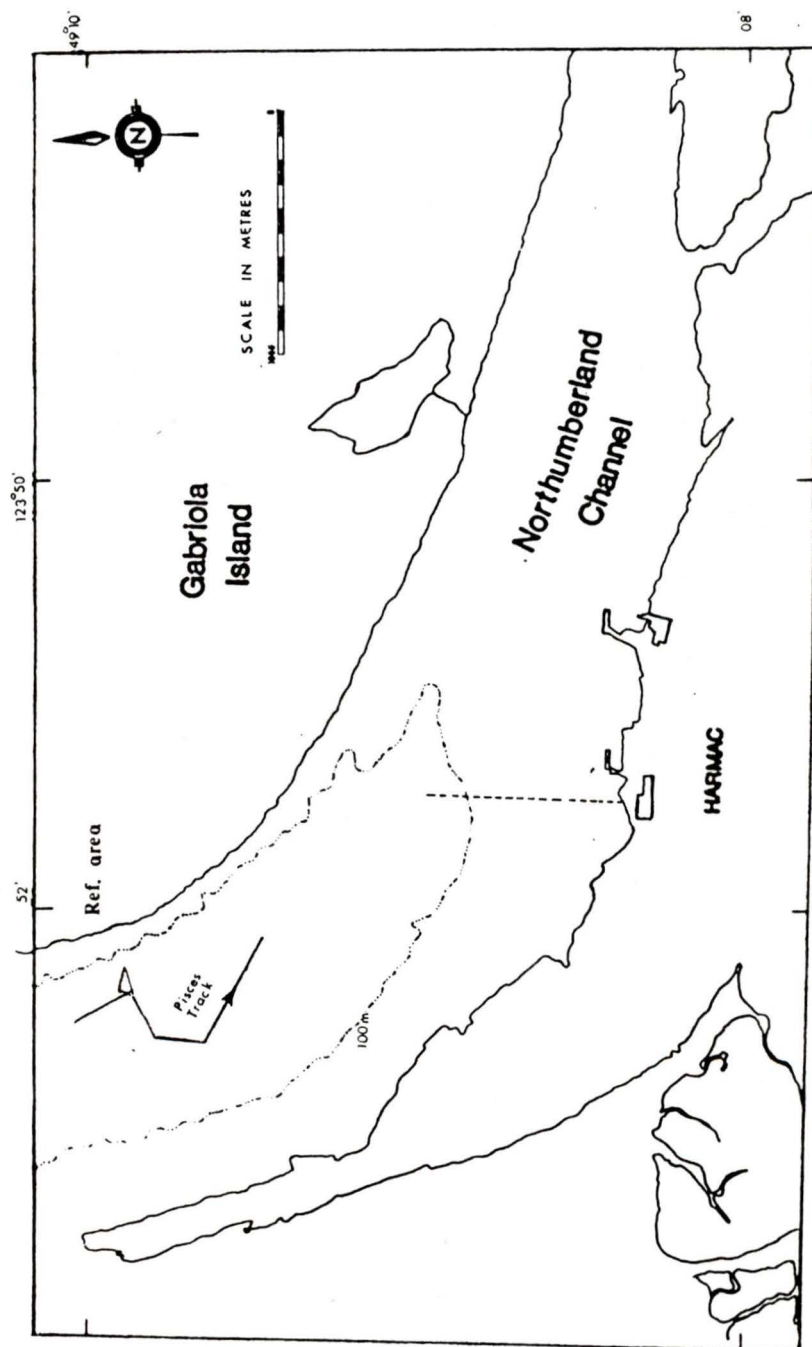 49°10'
N
SCALE IN METRES
0
123°50'
Gabriola
Island
Northumberland
Channel
08'
52'
Ref. area
Pisces
Track
100m
HARMAC